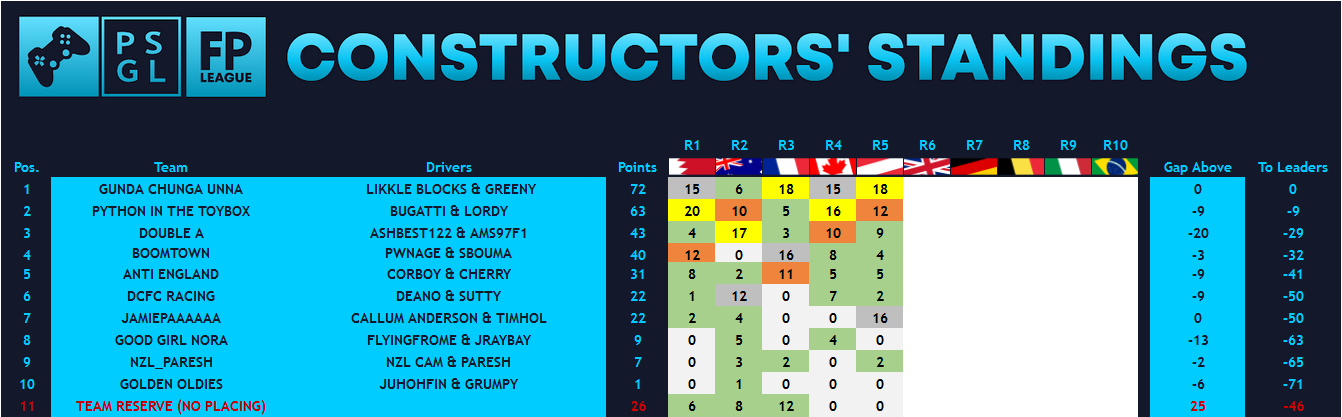 PS
GL
FP
LEAGUE
CONSTRUCTORS' STANDINGS
R1 R2 R3 R4 R5 R6 R7 R8 R9 R10
Pos. Team Drivers Points Gap Above To Leaders
1 GUNDA CHUNGA UNNA LIKKLE BLOCKS & GREENY 72 15 6 18 15 18 0 0
2 PYTHON IN THE TOYBOX BUGATTI & LORDY 63 20 10 5 16 12 -9 -9
3 DOUBLE A ASHBEST122 & AMS97F1 43 4 17 3 10 9 -20 -29
4 BOOMTOWN PWNAGE & SBOUMA 40 12 0 16 8 4 -3 -32
5 ANTI ENGLAND CORBOY & CHERRY 31 8 2 11 5 5 -9 -41
6 DCFC RACING DEANO & SUTTY 22 1 12 0 7 2 -9 -50
7 JAMIEPAAAAAA CALLUM ANDERSON & TIMHOL 22 2 4 0 0 16 0 -50
8 GOOD GIRL NORA FLYINGFROME & JRAYBAY 9 0 5 0 4 0 -13 -63
9 NZL_PARESH NZL CAM & PARESH 7 0 3 2 0 2 -2 -65
10 GOLDEN OLDIES JUHOHFIN & GRUMPY 1 0 1 0 0 0 -6 -71
11 TEAM RESERVE (NO PLACING) 26 6 8 12 0 0 25 -46